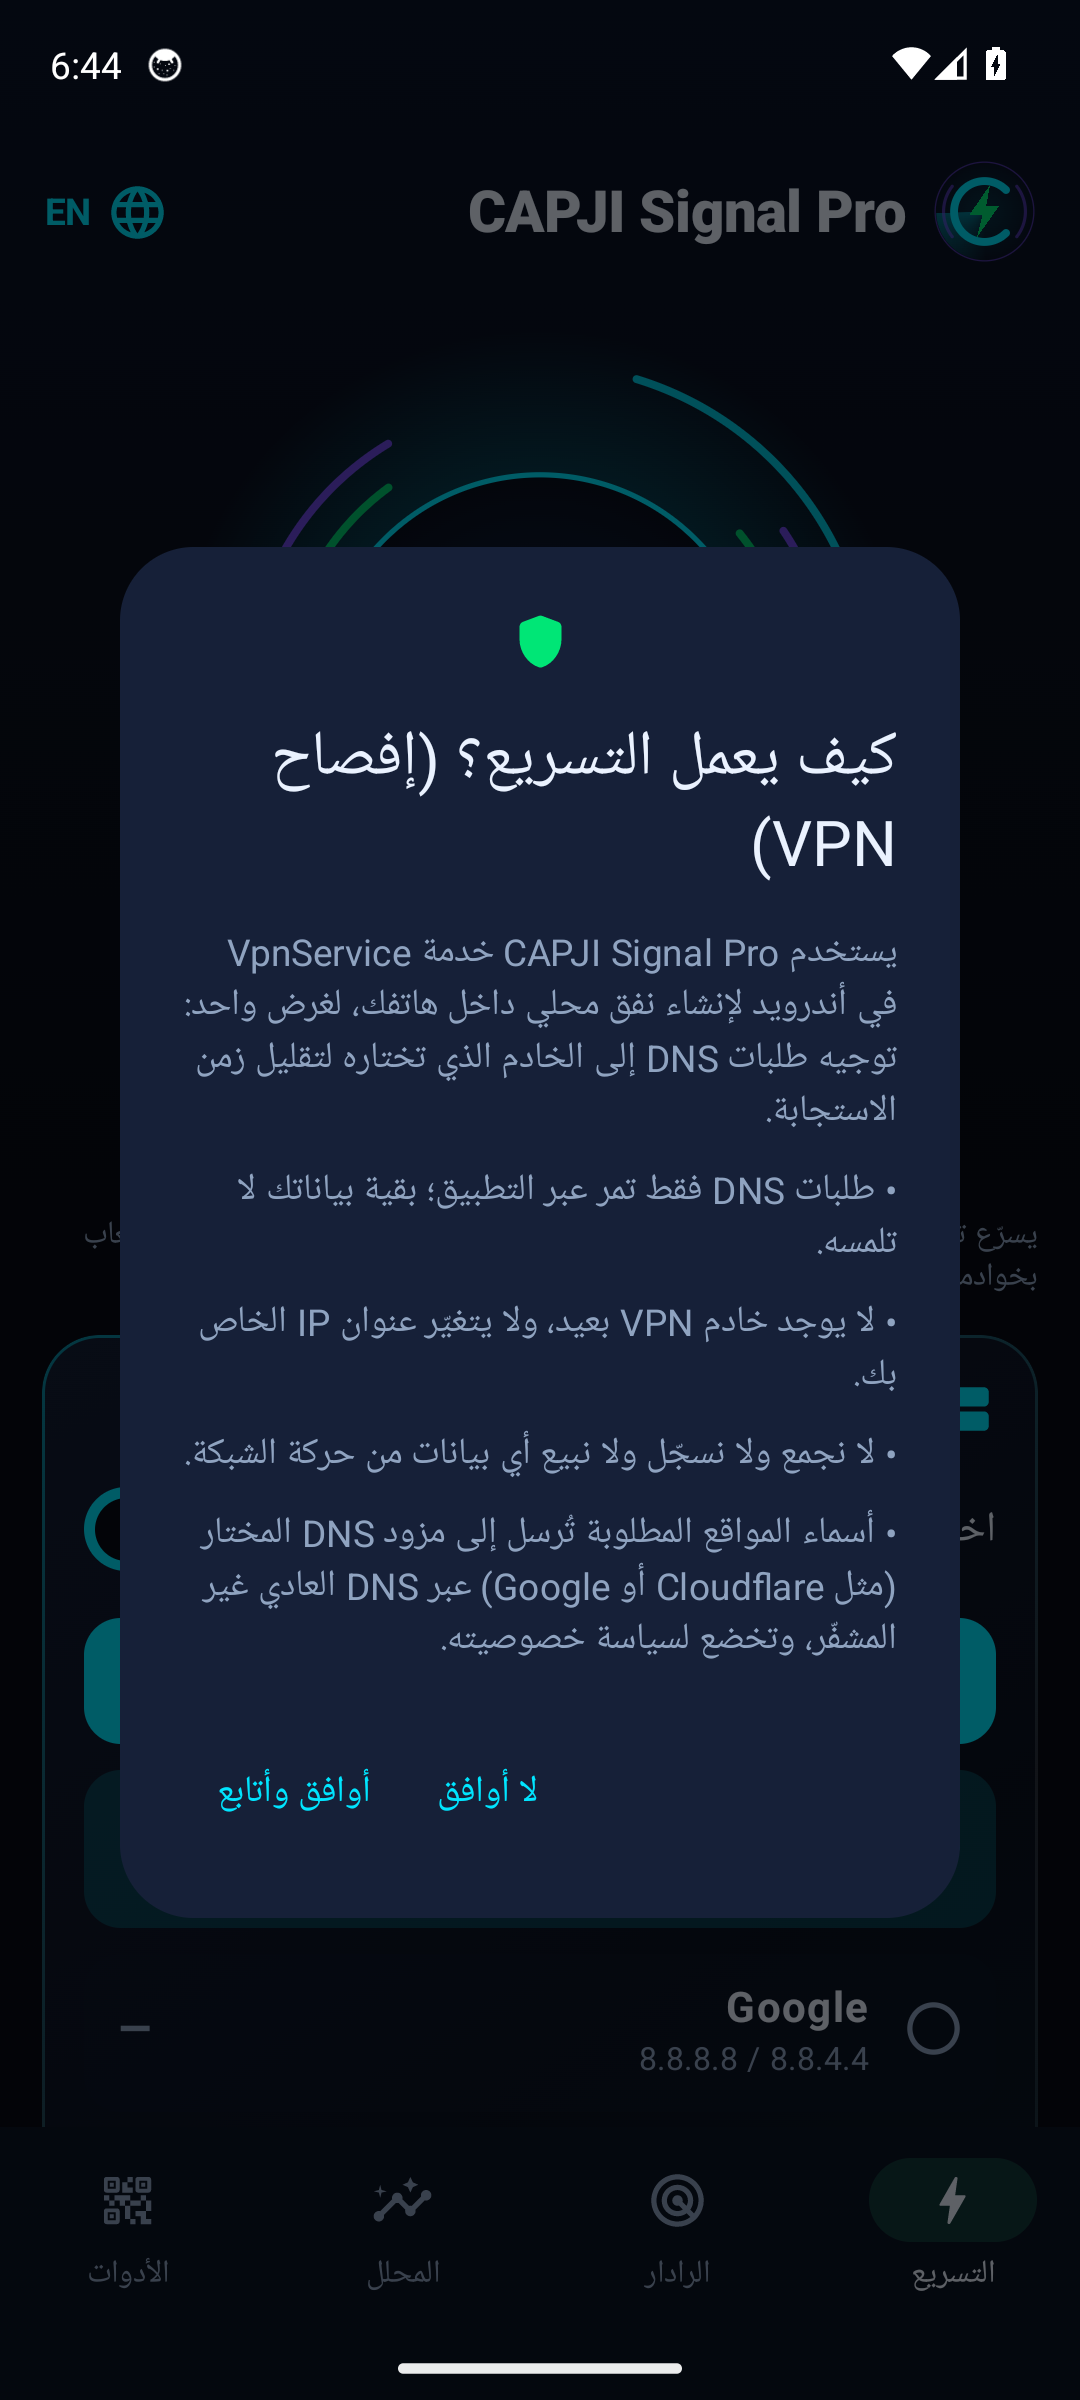 6:44
CAPJI Signal Pro
EN
كيف يعمل التسريع؟ (إفصاح
VPN)
يستخدم CAPJI Signal Pro خدمة VpnService
في أندرويد لإنشاء نفق محلي داخل هاتفك، لغرض واحد:
توجيه طلبات DNS إلى الخادم الذي تختاره لتقليل زمن
الاستجابة.
• طلبات DNS فقط تمر عبر التطبيق؛ بقية بياناتك لا
تلمسه.
• لا يوجد خادم VPN بعيد، ولا يتغيّر عنوان IP الخاص
بك.
• لا نجمع ولا نسجّل ولا نبيع أي بيانات من حركة الشبكة.
• أسماء المواقع المطلوبة تُرسل إلى مزود DNS المختار
(مثل Cloudflare أو Google) عبر DNS العادي غير
المشفّر، وتخضع لسياسة خصوصيته.
لا أوافق
أوافق وأتابع
يسرّع
Google
8.8.8.8 / 8.8.4.4
التسريع
الرادار
المحلل
الأدوات